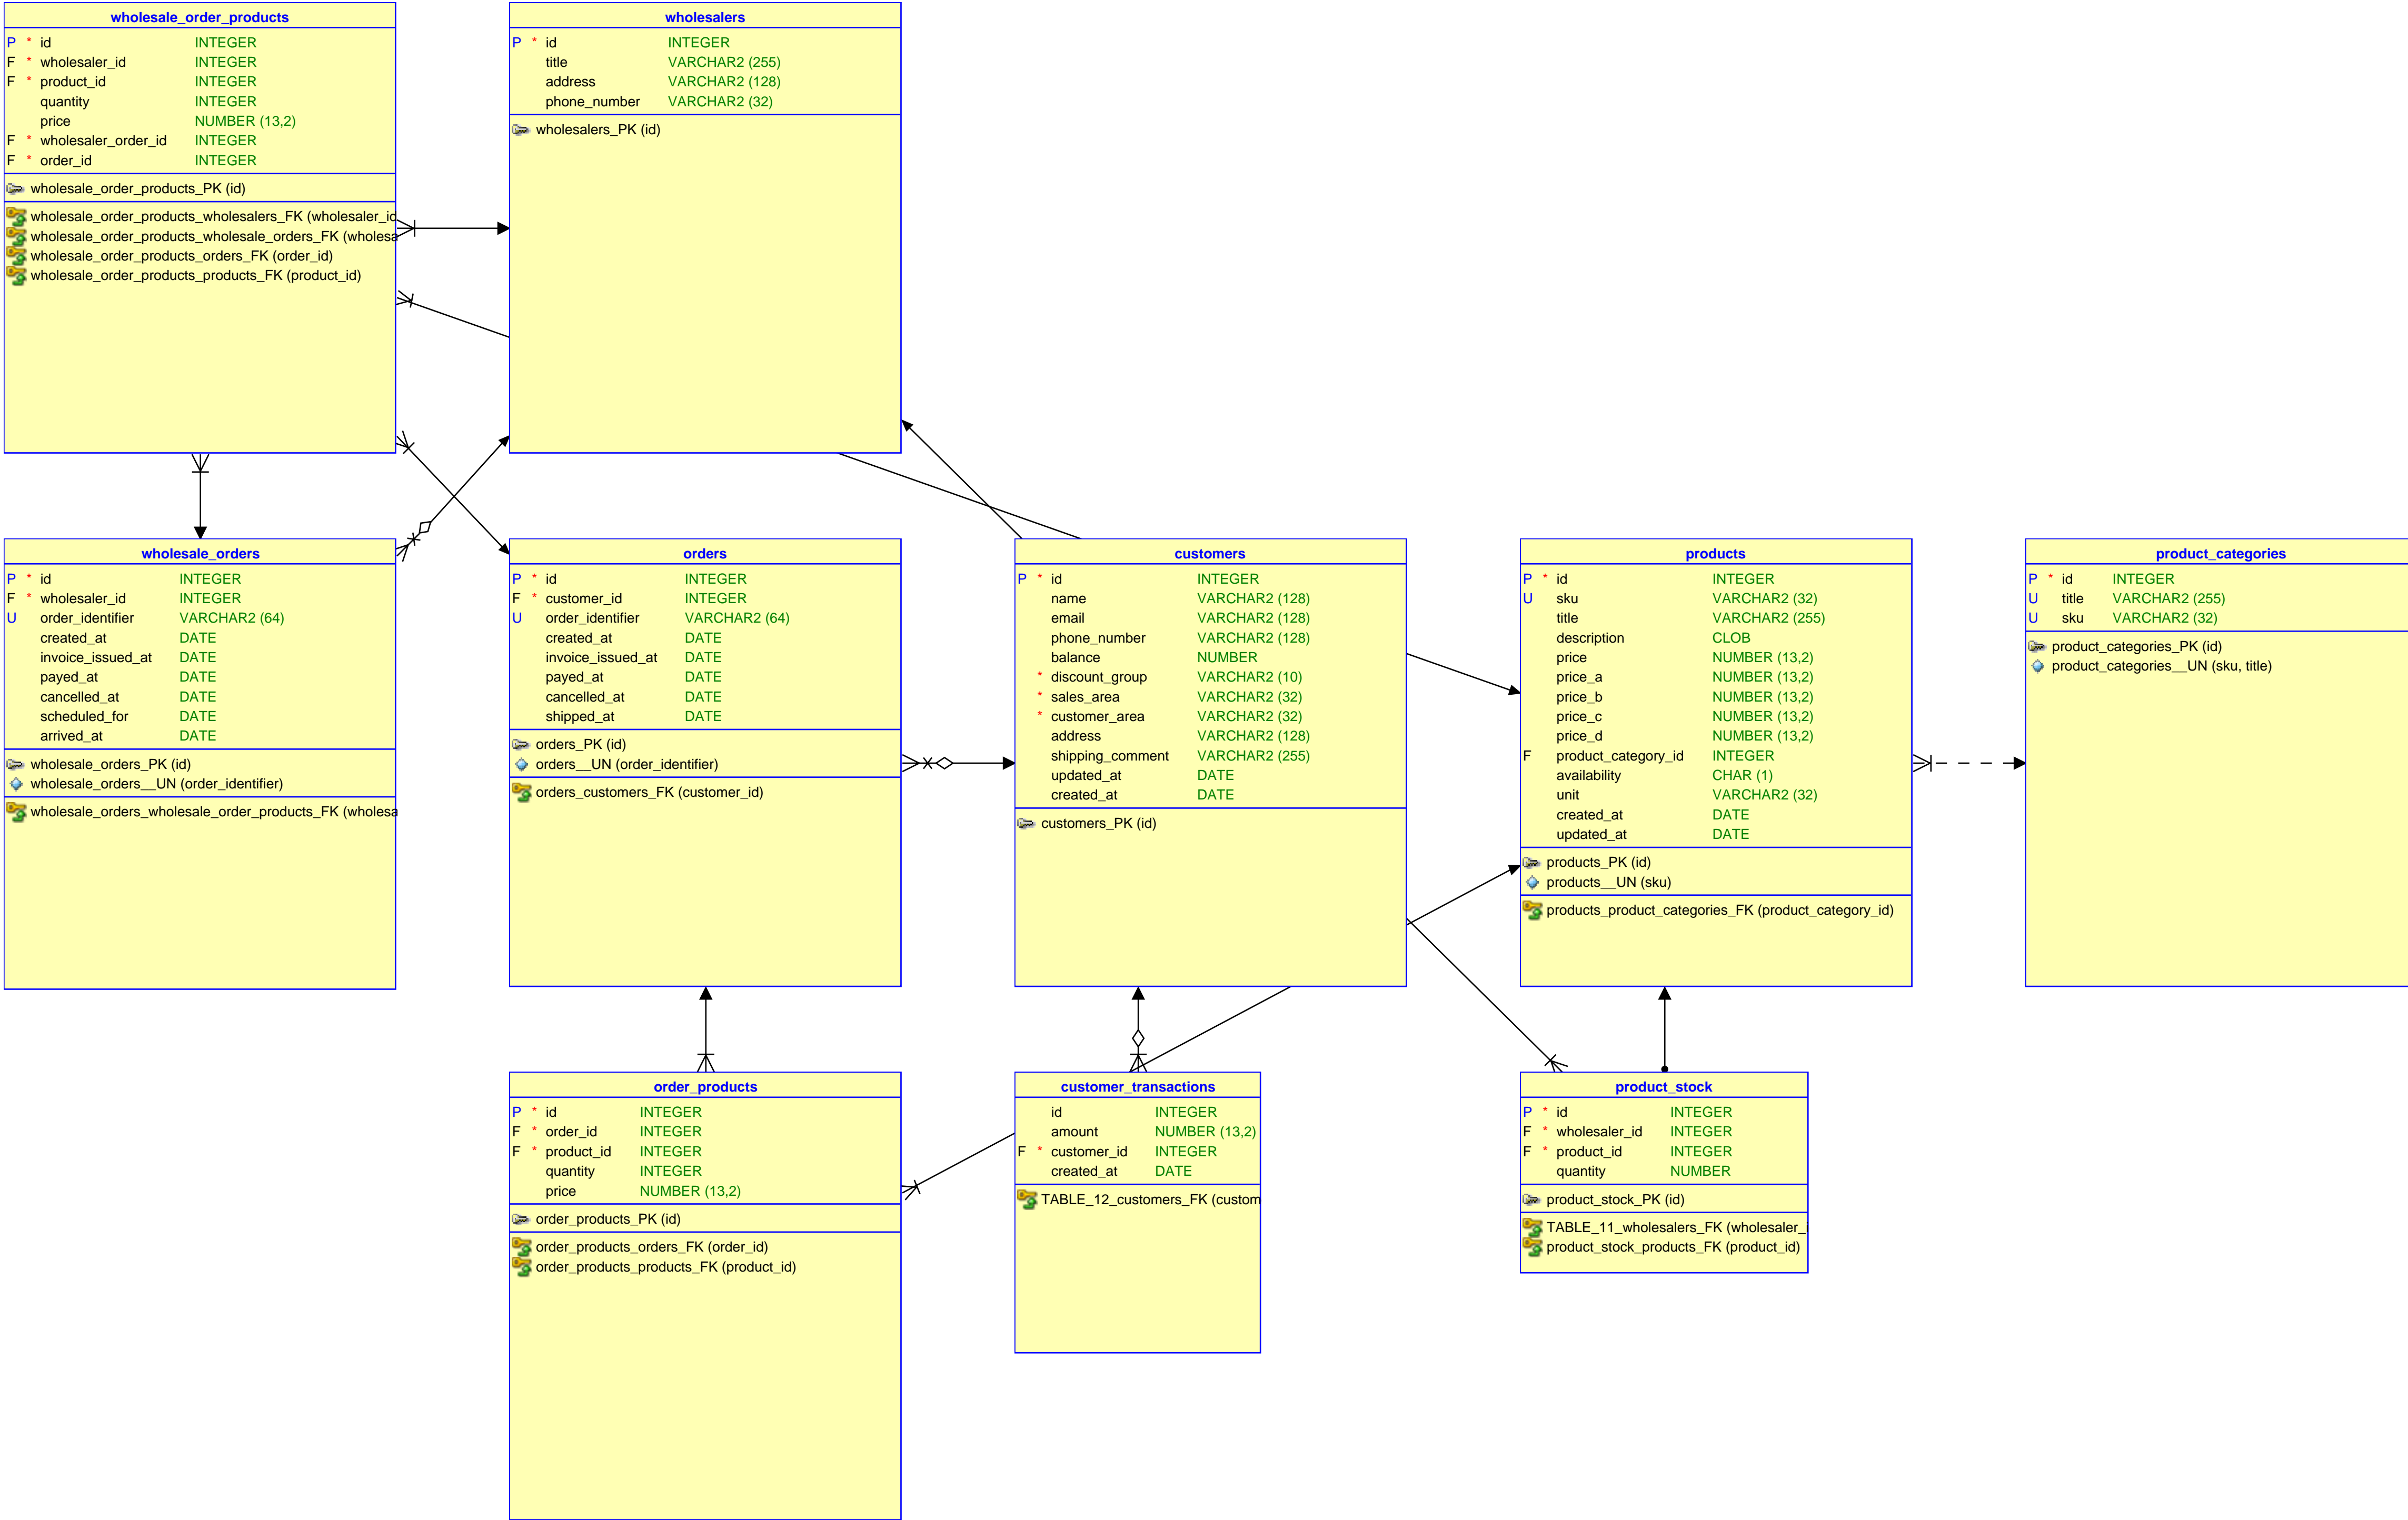 wholesale_order_products
P * id INTEGER
F * wholesaler_id INTEGER
F * product_id INTEGER
quantity INTEGER
price NUMBER (13,2)
F * wholesaler_order_id INTEGER
F * order_id INTEGER
wholesale_order_products_PK (id)
wholesale_order_products_wholesalers_FK (wholesaler_id
wholesale_order_products_wholesale_orders_FK (wholesa
wholesale_order_products_orders_FK (order_id)
wholesale_order_products_products_FK (product_id)
wholesalers
P * id INTEGER
title VARCHAR2 (255)
address VARCHAR2 (128)
phone_number VARCHAR2 (32)
wholesalers_PK (id)
wholesale_orders
P * id INTEGER
F * wholesaler_id INTEGER
U order_identifier VARCHAR2 (64)
created_at DATE
invoice_issued_at DATE
payed_at DATE
cancelled_at DATE
scheduled_for DATE
arrived_at DATE
wholesale_orders_PK (id)
wholesale_orders__UN (order_identifier)
wholesale_orders_wholesale_order_products_FK (wholesa
orders
P * id INTEGER
F * customer_id INTEGER
U order_identifier VARCHAR2 (64)
created_at DATE
invoice_issued_at DATE
payed_at DATE
cancelled_at DATE
shipped_at DATE
orders_PK (id)
orders__UN (order_identifier)
orders_customers_FK (customer_id)
customers
P * id INTEGER
name VARCHAR2 (128)
email VARCHAR2 (128)
phone_number VARCHAR2 (128)
balance NUMBER
* discount_group VARCHAR2 (10)
* sales_area VARCHAR2 (32)
* customer_area VARCHAR2 (32)
address VARCHAR2 (128)
shipping_comment VARCHAR2 (255)
updated_at DATE
created_at DATE
customers_PK (id)
products
P * id INTEGER
U sku VARCHAR2 (32)
title VARCHAR2 (255)
description CLOB
price NUMBER (13,2)
price_a NUMBER (13,2)
price_b NUMBER (13,2)
price_c NUMBER (13,2)
price_d NUMBER (13,2)
F product_category_id INTEGER
availability CHAR (1)
unit VARCHAR2 (32)
created_at DATE
updated_at DATE
products_PK (id)
products__UN (sku)
products_product_categories_FK (product_category_id)
product_categories
P * id INTEGER
U title VARCHAR2 (255)
U sku VARCHAR2 (32)
product_categories_PK (id)
product_categories__UN (sku, title)
order_products
P * id INTEGER
F * order_id INTEGER
F * product_id INTEGER
quantity INTEGER
price NUMBER (13,2)
order_products_PK (id)
order_products_orders_FK (order_id)
order_products_products_FK (product_id)
customer_transactions
id INTEGER
amount NUMBER (13,2)
F * customer_id INTEGER
created_at DATE
TABLE_12_customers_FK (custom
product_stock
P * id INTEGER
F * wholesaler_id INTEGER
F * product_id INTEGER
quantity NUMBER
product_stock_PK (id)
TABLE_11_wholesalers_FK (wholesaler_i
product_stock_products_FK (product_id)